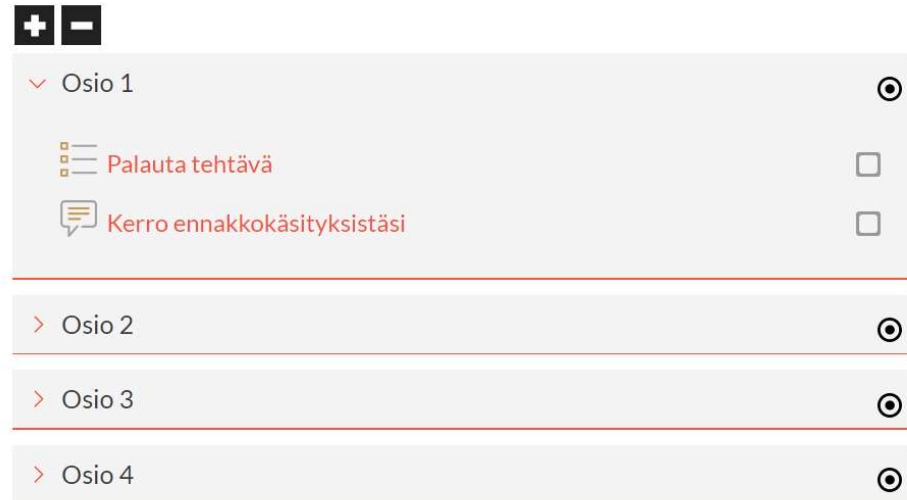 Osio 1
Palauta tehtävä
Kerro ennakkokäsityksistäsi
Osio 2
Osio 3
Osio 4